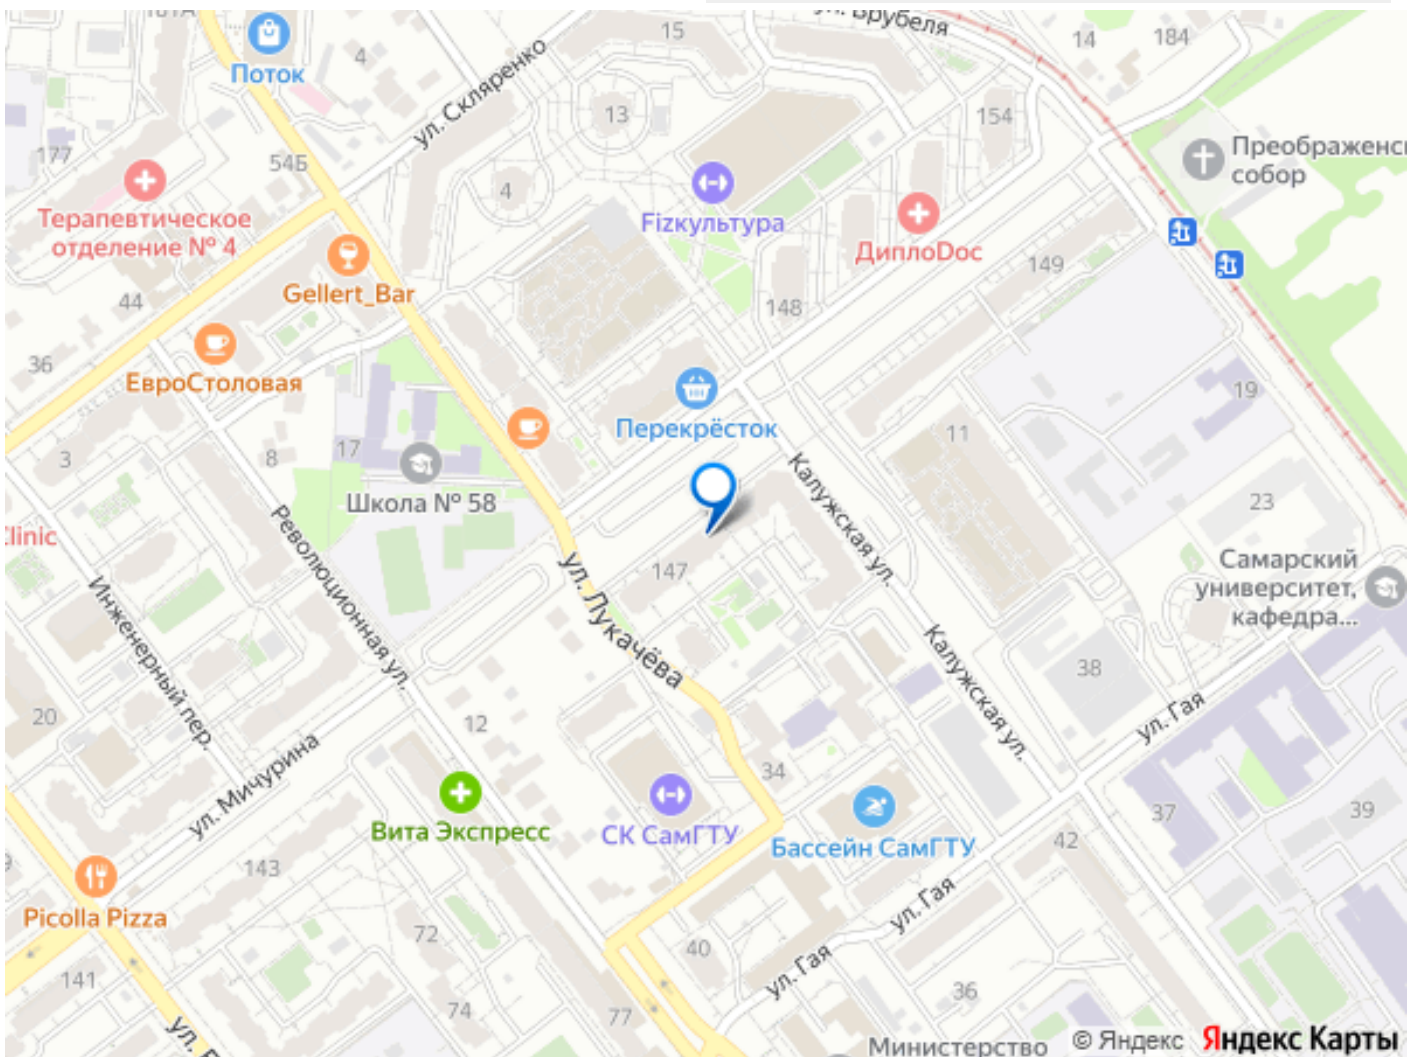 ул. Врубеля
15
14
184
4
Поток
ул. Скляренко
13
154
Преображенс
собор
177
54Б
4
Терапевтическое
отделение № 4
Fizкультура
ДиплоDoc
149
Gellert_Bar
44
148
36
ЕвроСтоловая
19
Перекрёсток
11
3
8
17
Школа № 58
Калужская ул.
23
Clinic
Революционная ул.
ул. Лукачёва
147
Самарский
университет,
кафедра...
Инженерный пер.
Калужская ул.
38
20
12
ул. Гая
ул. Мичурина
34
37
39
Вита Экспресс
СК СамГТУ
Бассейн СамГТУ
42
143
Picolla Pizza
ул. Гая
72
40
141
ул. Гая
36
74
77
Министерство
© Яндекс Яндекс Карты